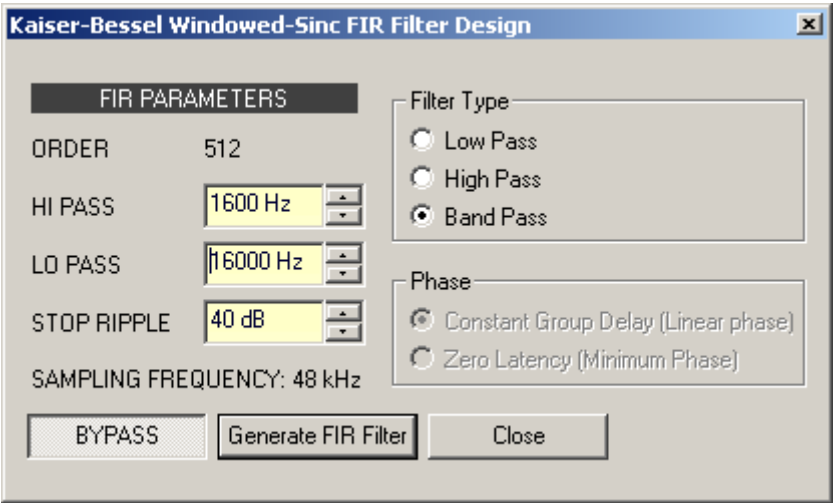 Kaiser-Bessel Windowed-Sinc FIR Filter Design
FIR PARAMETERS
ORDER 512
HI PASS 1600 Hz
LO PASS 16000 Hz
STOP RIPPLE 40 dB
SAMPLING FREQUENCY: 48 kHz
Filter Type
Low Pass
High Pass
Band Pass
Phase
Constant Group Delay (Linear phase)
Zero Latency (Minimum Phase)
BYPASS Generate FIR Filter Close